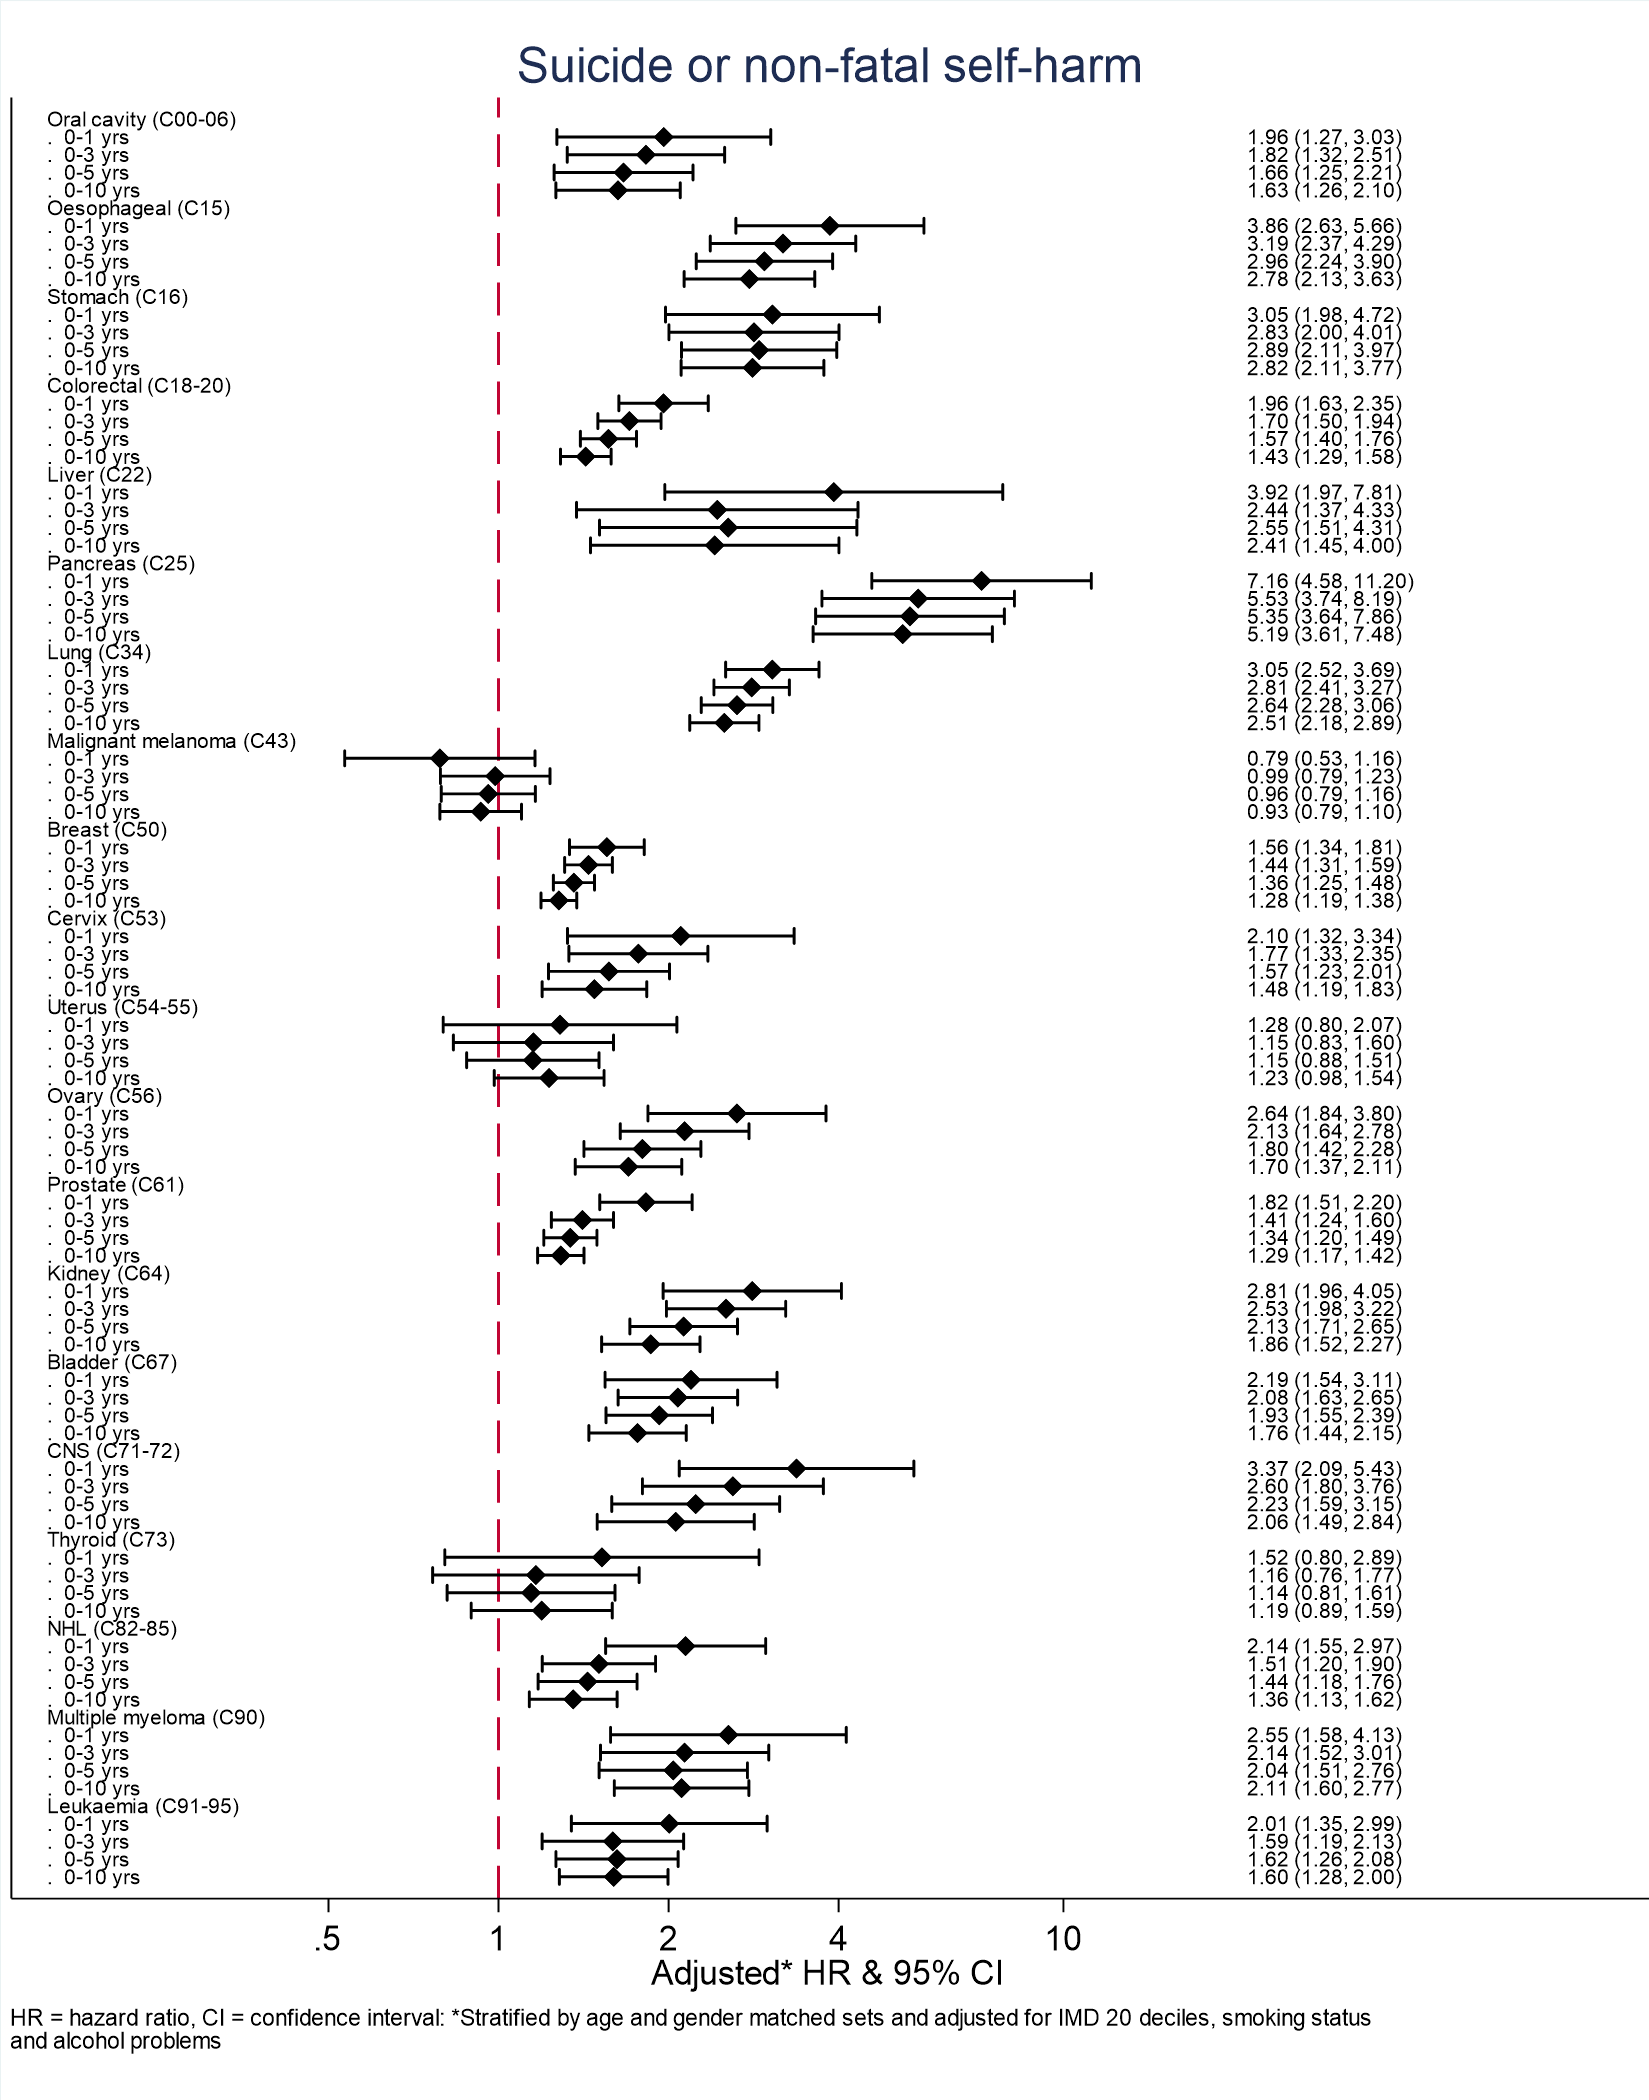 Suicide or non-fatal self-harm
Oral cavity (C00-06)
. 0-1 yrs 1.96 (1.27, 3.03)
. 0-3 yrs 1.82 (1.32, 2.51)
. 0-5 yrs 1.66 (1.25, 2.21)
. 0-10 yrs 1.63 (1.26, 2.10)
Oesophageal (C15)
. 0-1 yrs 3.86 (2.63, 5.66)
. 0-3 yrs 3.19 (2.37, 4.29)
. 0-5 yrs 2.96 (2.24, 3.90)
. 0-10 yrs 2.78 (2.13, 3.63)
Stomach (C16)
. 0-1 yrs 3.05 (1.98, 4.72)
. 0-3 yrs 2.83 (2.00, 4.01)
. 0-5 yrs 2.89 (2.11, 3.97)
. 0-10 yrs 2.82 (2.11, 3.77)
Colorectal (C18-20)
. 0-1 yrs 1.96 (1.63, 2.35)
. 0-3 yrs 1.70 (1.50, 1.94)
. 0-5 yrs 1.57 (1.40, 1.76)
. 0-10 yrs 1.43 (1.29, 1.58)
Liver (C22)
. 0-1 yrs 3.92 (1.97, 7.81)
. 0-3 yrs 2.44 (1.37, 4.33)
. 0-5 yrs 2.55 (1.51, 4.31)
. 0-10 yrs 2.41 (1.45, 4.00)
Pancreas (C25)
. 0-1 yrs 7.16 (4.58, 11.20)
. 0-3 yrs 5.53 (3.74, 8.19)
. 0-5 yrs 5.35 (3.64, 7.86)
. 0-10 yrs 5.19 (3.61, 7.48)
Lung (C34)
. 0-1 yrs 3.05 (2.52, 3.69)
. 0-3 yrs 2.81 (2.41, 3.27)
. 0-5 yrs 2.64 (2.28, 3.06)
. 0-10 yrs 2.51 (2.18, 2.89)
Malignant melanoma (C43)
. 0-1 yrs 0.79 (0.53, 1.16)
. 0-3 yrs 0.99 (0.79, 1.23)
. 0-5 yrs 0.96 (0.79, 1.16)
. 0-10 yrs 0.93 (0.79, 1.10)
Breast (C50)
. 0-1 yrs 1.56 (1.34, 1.81)
. 0-3 yrs 1.44 (1.31, 1.59)
. 0-5 yrs 1.36 (1.25, 1.48)
. 0-10 yrs 1.28 (1.19, 1.38)
Cervix (C53)
. 0-1 yrs 2.10 (1.32, 3.34)
. 0-3 yrs 1.77 (1.33, 2.35)
. 0-5 yrs 1.57 (1.23, 2.01)
. 0-10 yrs 1.48 (1.19, 1.83)
Uterus (C54-55)
. 0-1 yrs 1.28 (0.80, 2.07)
. 0-3 yrs 1.15 (0.83, 1.60)
. 0-5 yrs 1.15 (0.88, 1.51)
. 0-10 yrs 1.23 (0.98, 1.54)
Ovary (C56)
. 0-1 yrs 2.64 (1.84, 3.80)
. 0-3 yrs 2.13 (1.64, 2.78)
. 0-5 yrs 1.80 (1.42, 2.28)
. 0-10 yrs 1.70 (1.37, 2.11)
Prostate (C61)
. 0-1 yrs 1.82 (1.51, 2.20)
. 0-3 yrs 1.41 (1.24, 1.60)
. 0-5 yrs 1.34 (1.20, 1.49)
. 0-10 yrs 1.29 (1.17, 1.42)
Kidney (C64)
. 0-1 yrs 2.81 (1.96, 4.05)
. 0-3 yrs 2.53 (1.98, 3.22)
. 0-5 yrs 2.13 (1.71, 2.65)
. 0-10 yrs 1.86 (1.52, 2.27)
Bladder (C67)
. 0-1 yrs 2.19 (1.54, 3.11)
. 0-3 yrs 2.08 (1.63, 2.65)
. 0-5 yrs 1.93 (1.55, 2.39)
. 0-10 yrs 1.76 (1.44, 2.15)
CNS (C71-72)
. 0-1 yrs 3.37 (2.09, 5.43)
. 0-3 yrs 2.60 (1.80, 3.76)
. 0-5 yrs 2.23 (1.59, 3.15)
. 0-10 yrs 2.06 (1.49, 2.84)
Thyroid (C73)
. 0-1 yrs 1.52 (0.80, 2.89)
. 0-3 yrs 1.16 (0.76, 1.77)
. 0-5 yrs 1.14 (0.81, 1.61)
. 0-10 yrs 1.19 (0.89, 1.59)
NHL (C82-85)
. 0-1 yrs 2.14 (1.55, 2.97)
. 0-3 yrs 1.51 (1.20, 1.90)
. 0-5 yrs 1.44 (1.18, 1.76)
. 0-10 yrs 1.36 (1.13, 1.62)
Multiple myeloma (C90)
. 0-1 yrs 2.55 (1.58, 4.13)
. 0-3 yrs 2.14 (1.52, 3.01)
. 0-5 yrs 2.04 (1.51, 2.76)
. 0-10 yrs 2.11 (1.60, 2.77)
Leukaemia (C91-95)
. 0-1 yrs 2.01 (1.35, 2.99)
. 0-3 yrs 1.59 (1.19, 2.13)
. 0-5 yrs 1.62 (1.26, 2.08)
. 0-10 yrs 1.60 (1.28, 2.00)
.5 1 2 4 10
Adjusted* HR & 95% CI
HR = hazard ratio, CI = confidence interval: *Stratified by age and gender matched sets and adjusted for IMD 20 deciles, smoking status
and alcohol problems